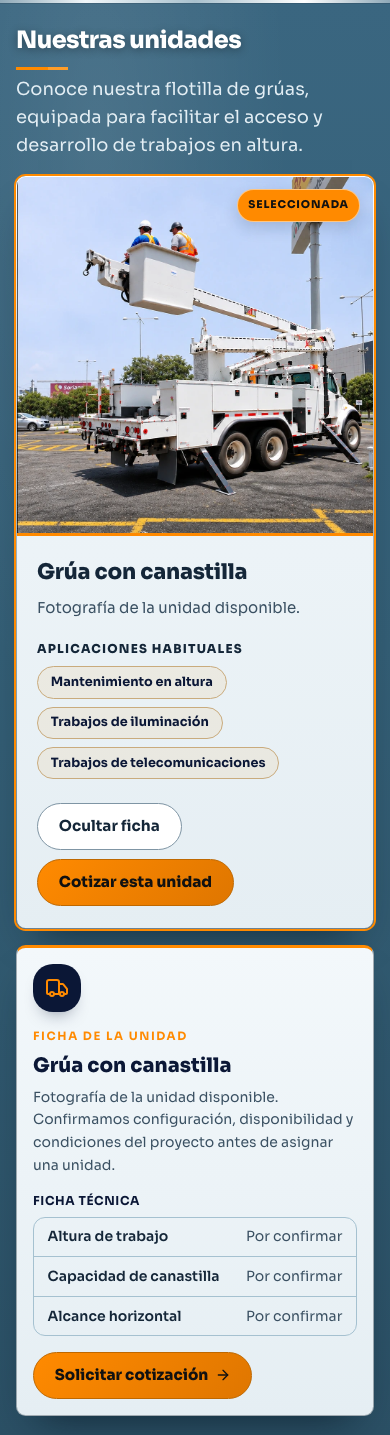 Nuestras unidades
Conoce nuestra flotilla de grúas,
equipada para facilitar el acceso y
desarrollo de trabajos en altura.
SELECCIONADA
Soriana
Grúa con canastilla
Fotografía de la unidad disponible.
APLICACIONES HABITUALES
Mantenimiento en altura
Trabajos de iluminación
Trabajos de telecomunicaciones
Ocultar ficha
Cotizar esta unidad
FICHA DE LA UNIDAD
Grúa con canastilla
Fotografía de la unidad disponible.
Confirmamos configuración, disponibilidad y
condiciones del proyecto antes de asignar
una unidad.
FICHA TÉCNICA
Altura de trabajo Por confirmar
Capacidad de canastilla Por confirmar
Alcance horizontal Por confirmar
Solicitar cotización →